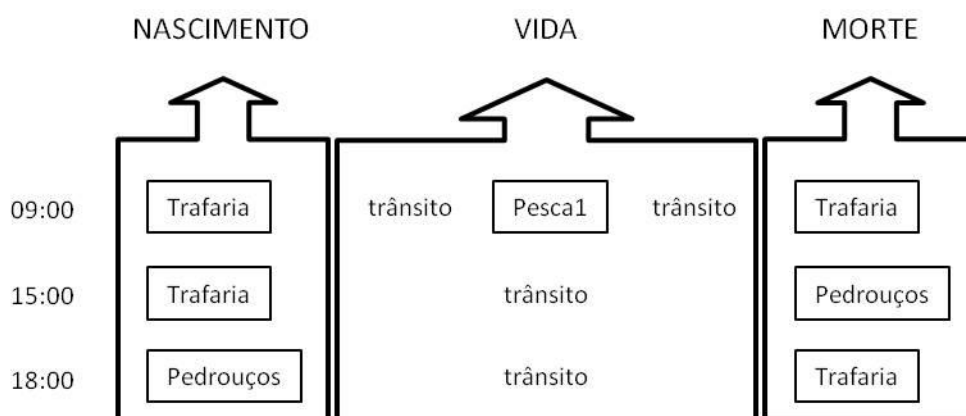 NASCIMENTO VIDA MORTE
09:00 Trafaria trânsito Pesca1 trânsito Trafaria
15:00 Trafaria trânsito Pedrouços
18:00 Pedrouços trânsito Trafaria